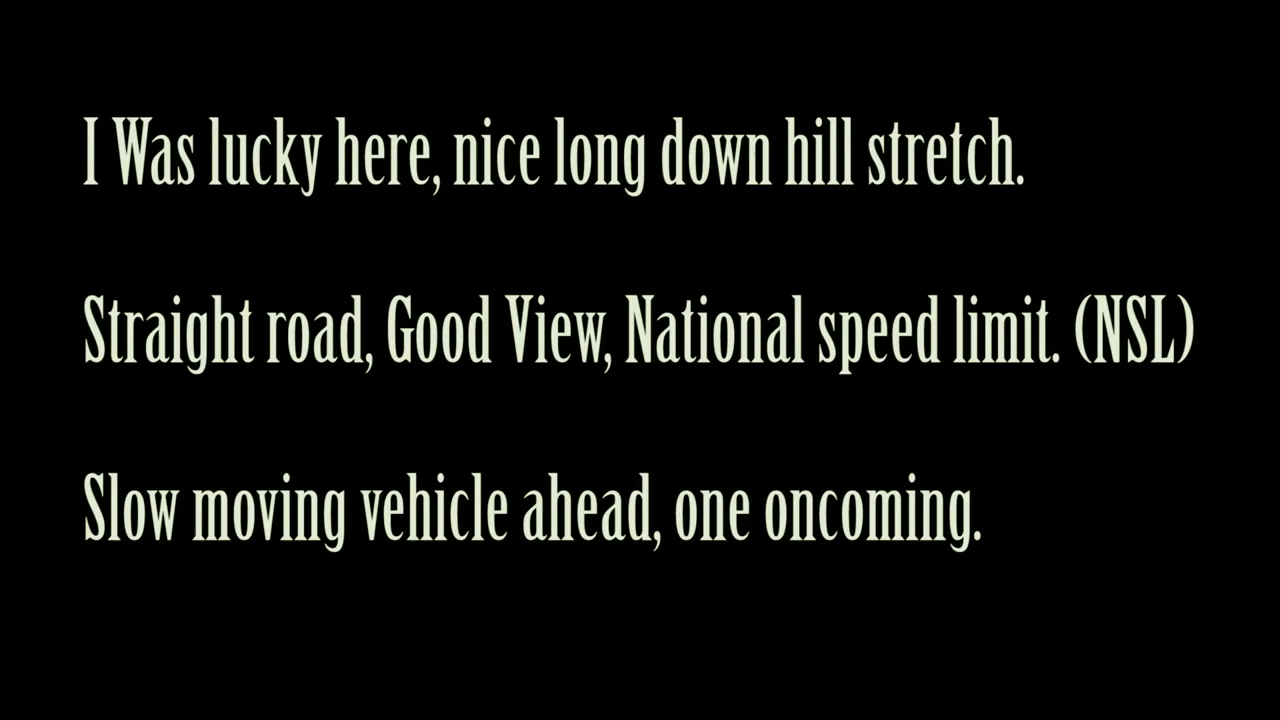 I Was lucky here, nice long down hill stretch.
Straight road, Good View, National speed limit. (NSL)
Slow moving vehicle ahead, one oncoming.